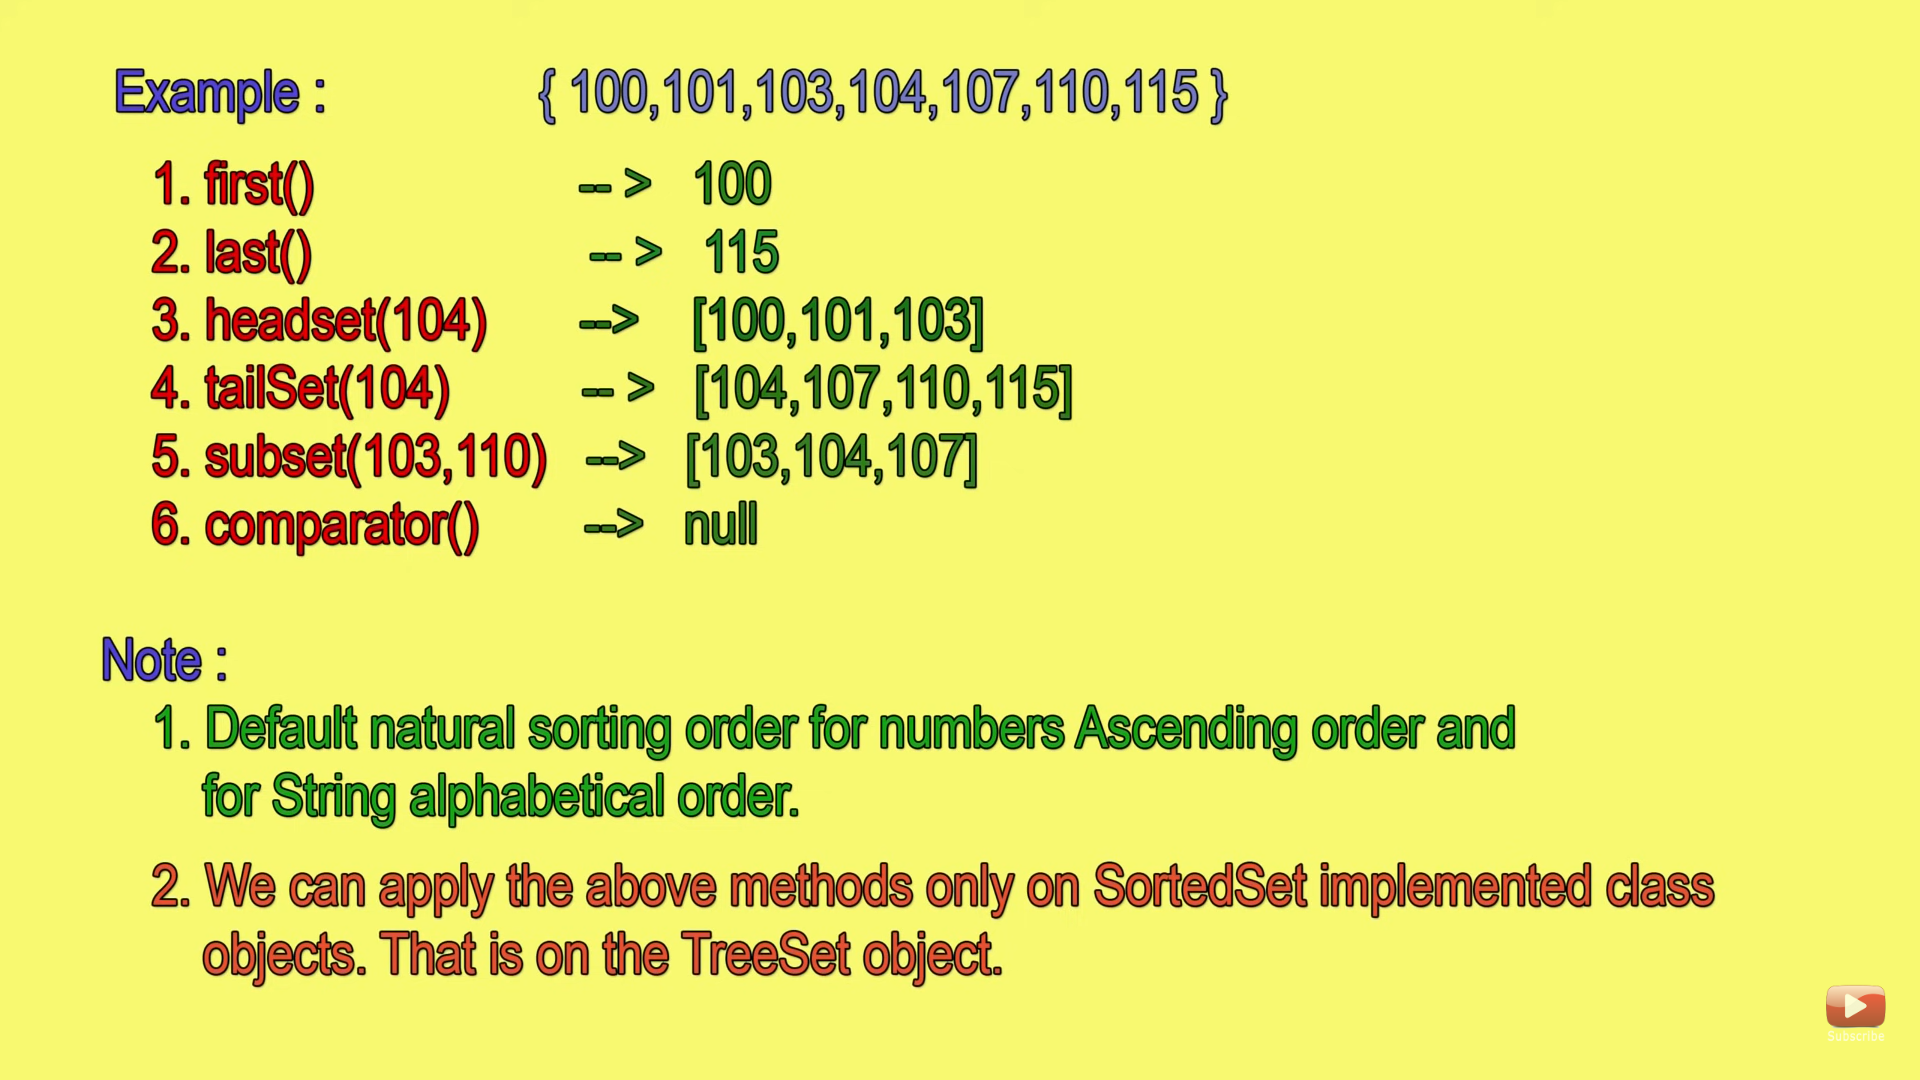 Example : { 100,101,103,104,107,110,115 }
1. first() -- > 100
2. last() -- > 115
3. headset(104) --> [100,101,103]
4. tailSet(104) -- > [104,107,110,115]
5. subset(103,110) --> [103,104,107]
6. comparator() --> null
Note :
1. Default natural sorting order for numbers Ascending order and
for String alphabetical order.
2. We can apply the above methods only on SortedSet implemented class
objects. That is on the TreeSet object.
Subscribe